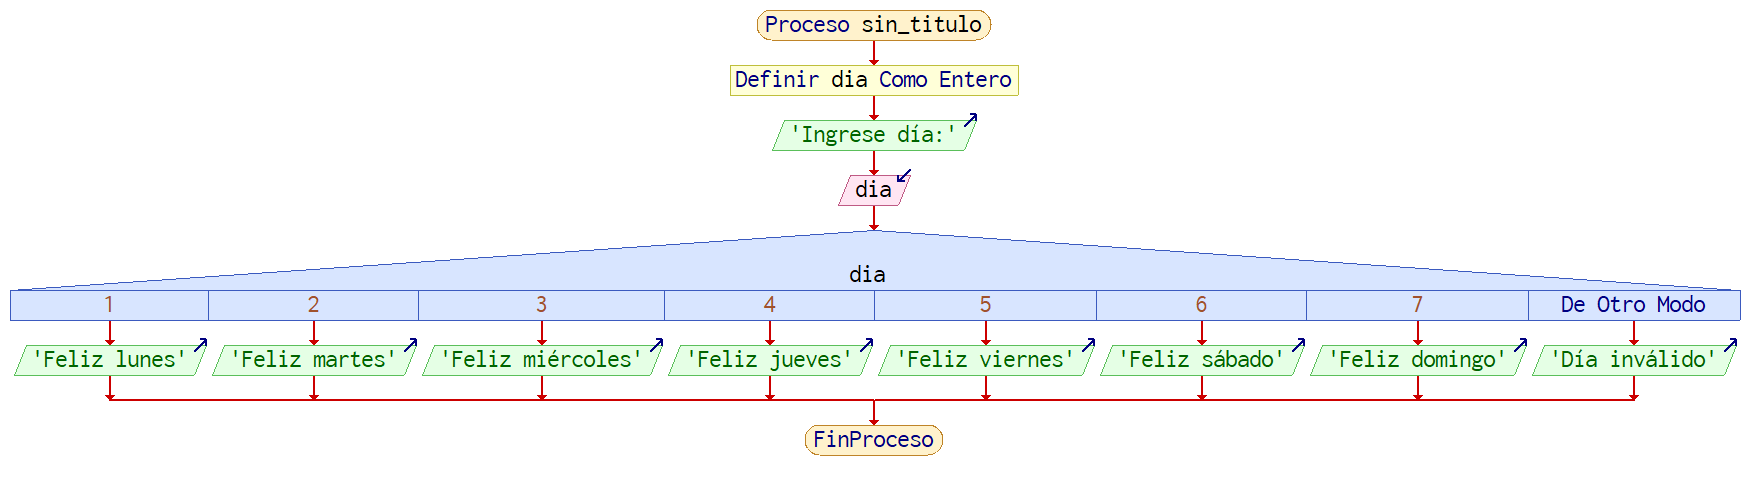 Proceso sin_titulo
Definir dia Como Entero
'Ingrese día:'
dia
dia
1 2 3 4 5 6 7 De Otro Modo
'Feliz lunes' 'Feliz martes' 'Feliz miércoles' 'Feliz jueves' 'Feliz viernes' 'Feliz sábado' 'Feliz domingo' 'Día inválido'
FinProceso